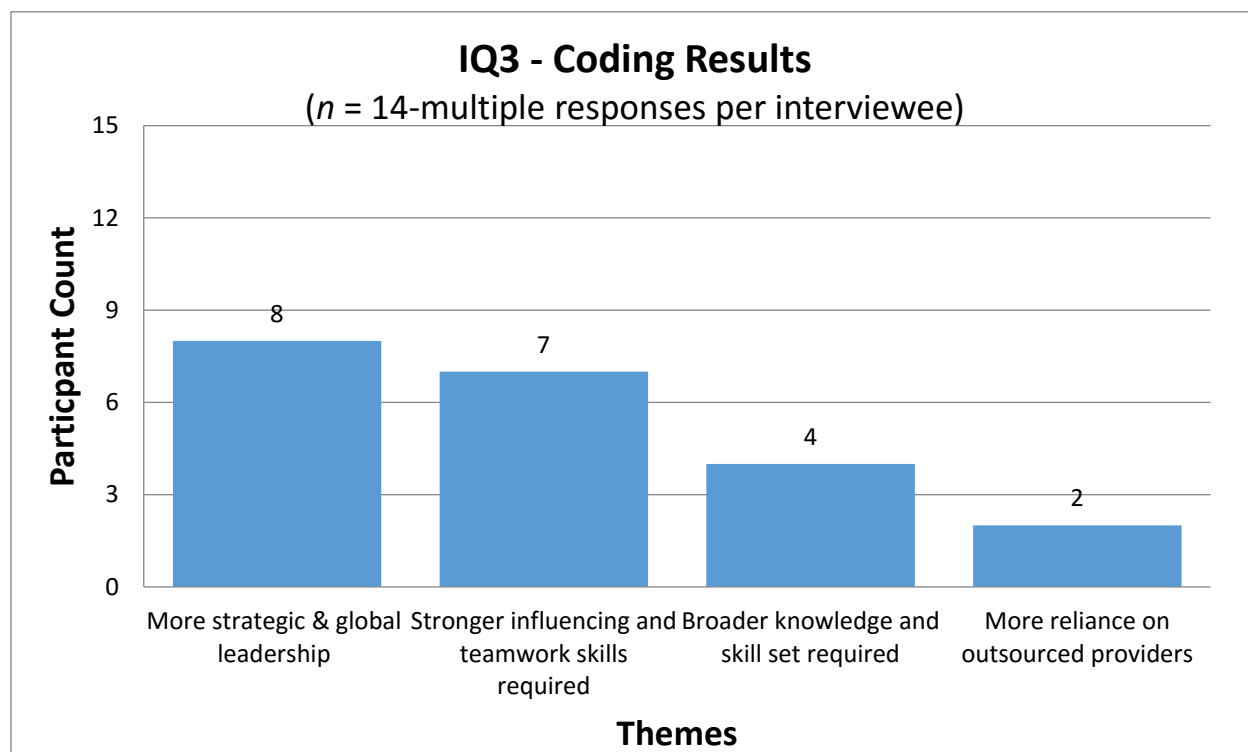 IQ3 - Coding Results
(n = 14-multiple responses per interviewee)
15
12
9
6
3
0
Particpant Count
8
7
4
2
More strategic & global
leadership
Stronger influencing and
teamwork skills
required
Broader knowledge and
skill set required
More reliance on
outsourced providers
Themes